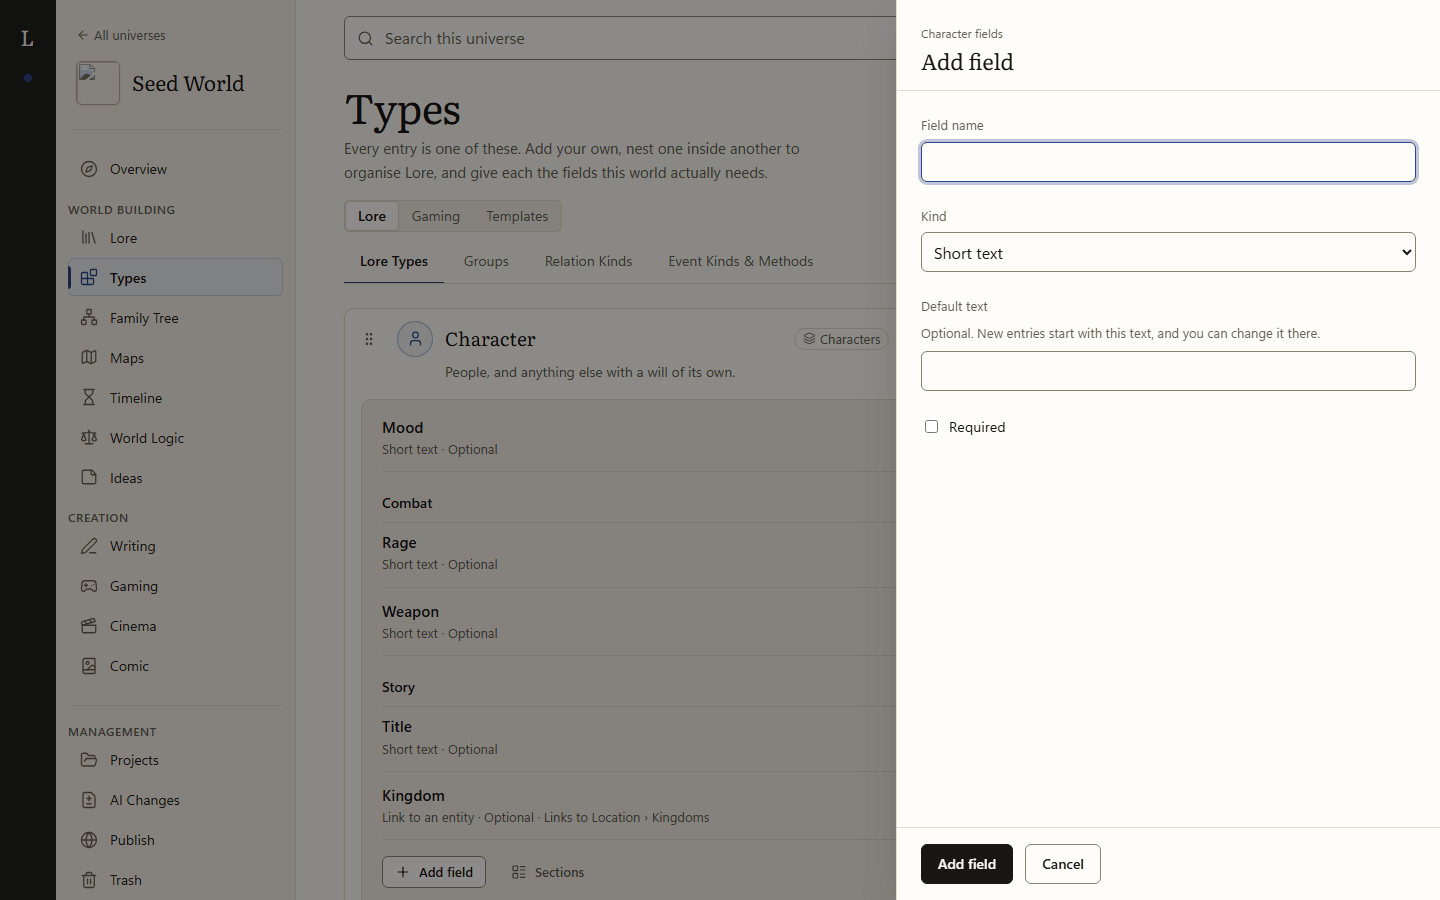 L
All universes
Seed World
Overview
WORLD BUILDING
Lore
Types
Family Tree
Maps
Timeline
World Logic
Ideas
CREATION
Writing
Gaming
Cinema
Comic
MANAGEMENT
Projects
AI Changes
Publish
Trash
Search this universe
Types
Every entry is one of these. Add your own, nest one inside another to
organise Lore, and give each the fields this world actually needs.
Lore Gaming Templates
Lore Types Groups Relation Kinds Event Kinds & Methods
Character Characters
People, and anything else with a will of its own.
Mood
Short text · Optional
Combat
Rage
Short text · Optional
Weapon
Short text · Optional
Story
Title
Short text · Optional
Kingdom
Link to an entity · Optional · Links to Location › Kingdoms
Add field Sections
Character fields
Add field
Field name
Kind
Short text
Default text
Optional. New entries start with this text, and you can change it there.
Required
Add field Cancel